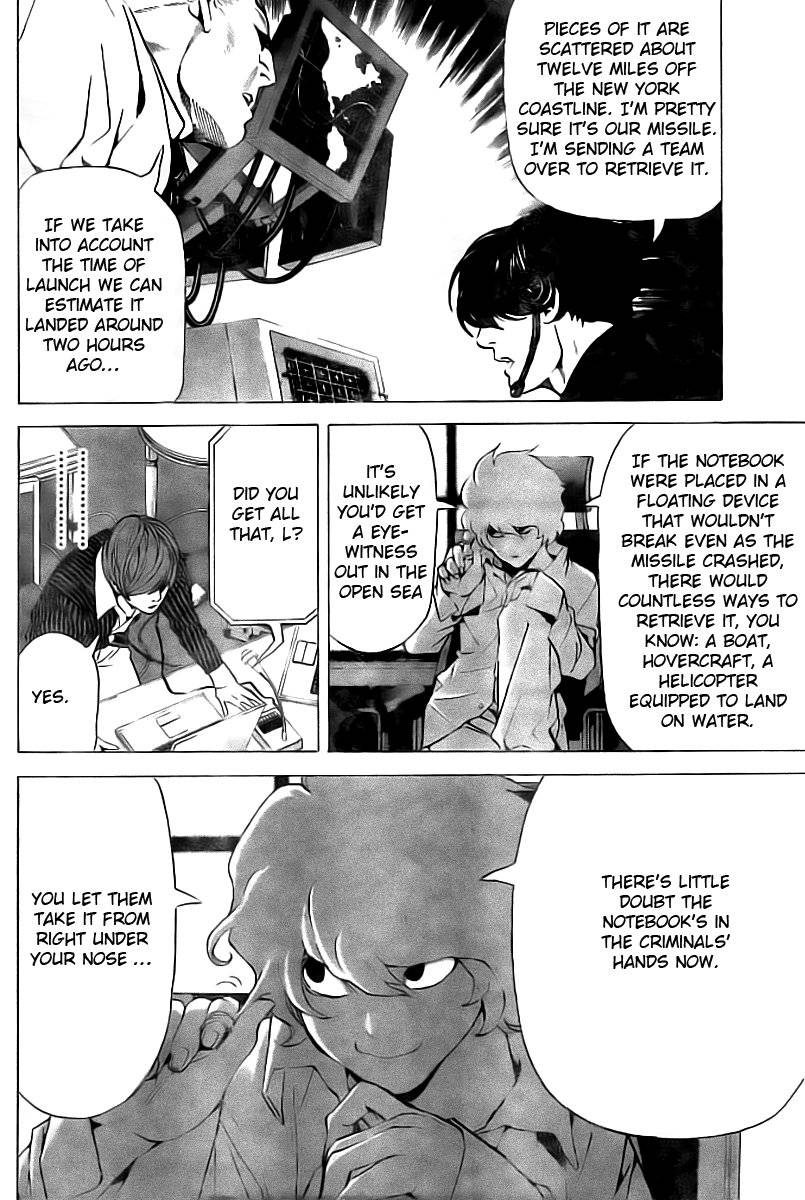 PIECES OF IT ARE
SCATTERED ABOUT
TWELVE MILES OFF
THE NEW YORK
COASTLINE. I'M PRETTY
SURE IT'S OUR MISSILE.
I'M SENDING A TEAM
OVER TO RETRIEVE IT.
IF WE TAKE
INTO ACCOUNT
THE TIME OF
LAUNCH WE CAN
ESTIMATE IT
LANDED AROUND
TWO HOURS
AGO...
IF THE NOTEBOOK
WERE PLACED IN A
FLOATING DEVICE
THAT WOULDN'T
BREAK EVEN AS THE
MISSILE CRASHED,
THERE WOULD
COUNTLESS WAYS TO
RETRIEVE IT, YOU
KNOW: A BOAT,
HOVERCRAFT, A
HELICOPTER
EQUIPPED TO LAND
ON WATER.
IT'S
UNLIKELY
YOU'D GET
A EYE-
WITNESS
OUT IN THE
OPEN SEA
DID YOU
GET ALL
THAT, L?
YES.
THERE'S LITTLE
DOUBT THE
NOTEBOOK'S IN
THE CRIMINALS'
HANDS NOW.
YOU LET THEM
TAKE IT FROM
RIGHT UNDER
YOUR NOSE ...